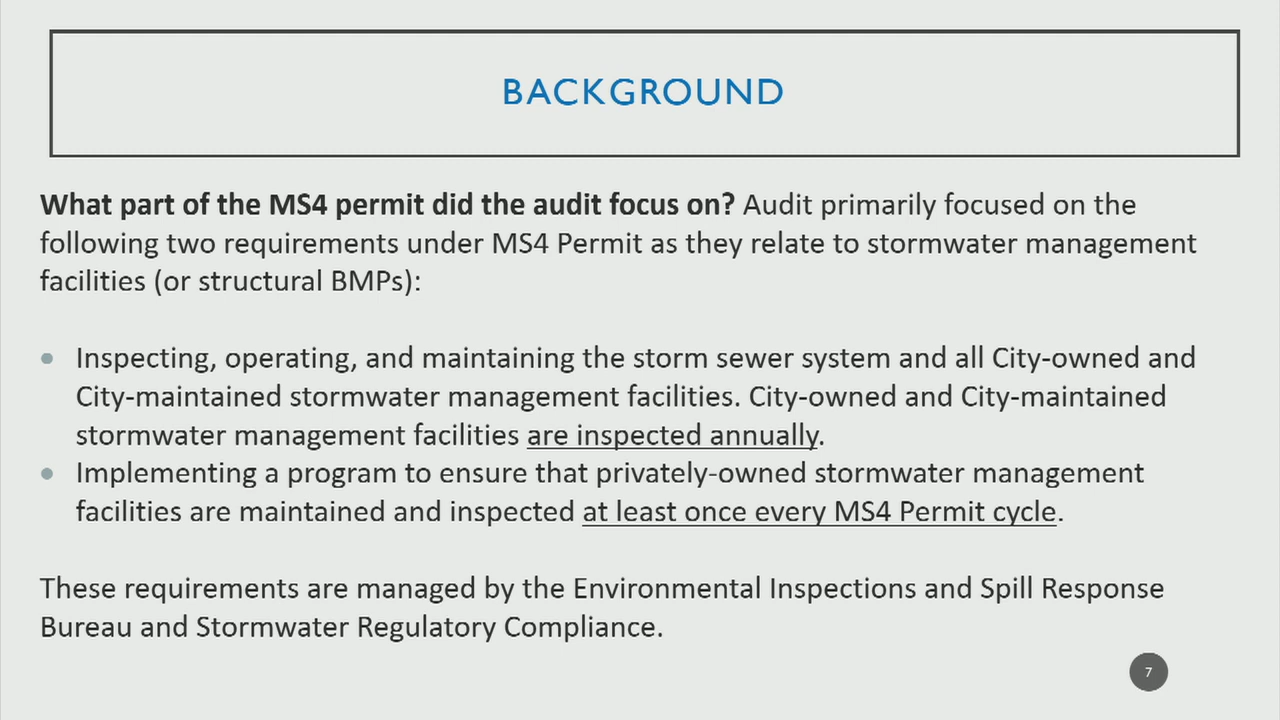 BACKGROUND
What part of the MS4 permit did the audit focus on? Audit primarily focused on the
following two requirements under MS4 Permit as they relate to stormwater management
facilities (or structural BMPs):
• Inspecting, operating, and maintaining the storm sewer system and all City-owned and
City-maintained stormwater management facilities. City-owned and City-maintained
stormwater management facilities are inspected annually.
• Implementing a program to ensure that privately-owned stormwater management
facilities are maintained and inspected at least once every MS4 Permit cycle.
These requirements are managed by the Environmental Inspections and Spill Response
Bureau and Stormwater Regulatory Compliance.
7